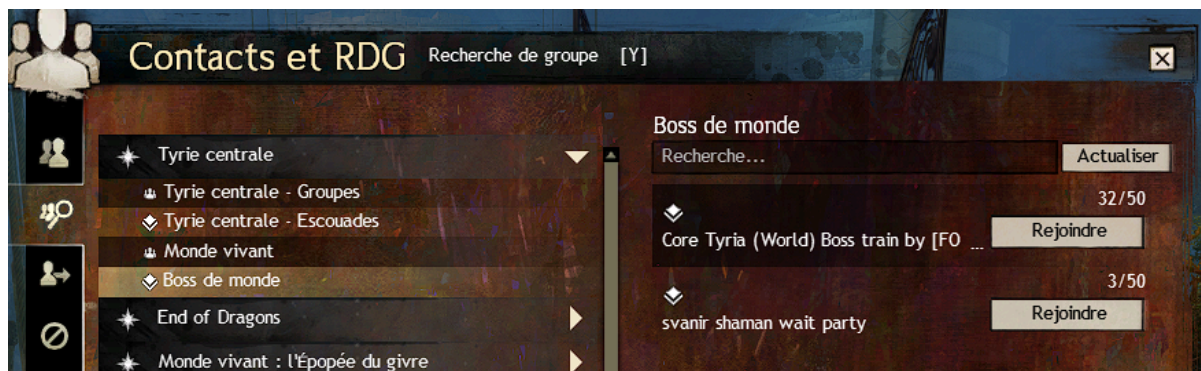 Contacts et RDG Recherche de groupe [Y]
Tyrie centrale
Tyrie centrale - Groupes
Tyrie centrale - Escouades
Monde vivant
Boss de monde
End of Dragons
Monde vivant : l'Épopée du givre
Boss de monde
Recherche... Actualiser
32/50
Core Tyria (World) Boss train by [FO ... Rejoindre
3/50
svanir shaman wait party Rejoindre